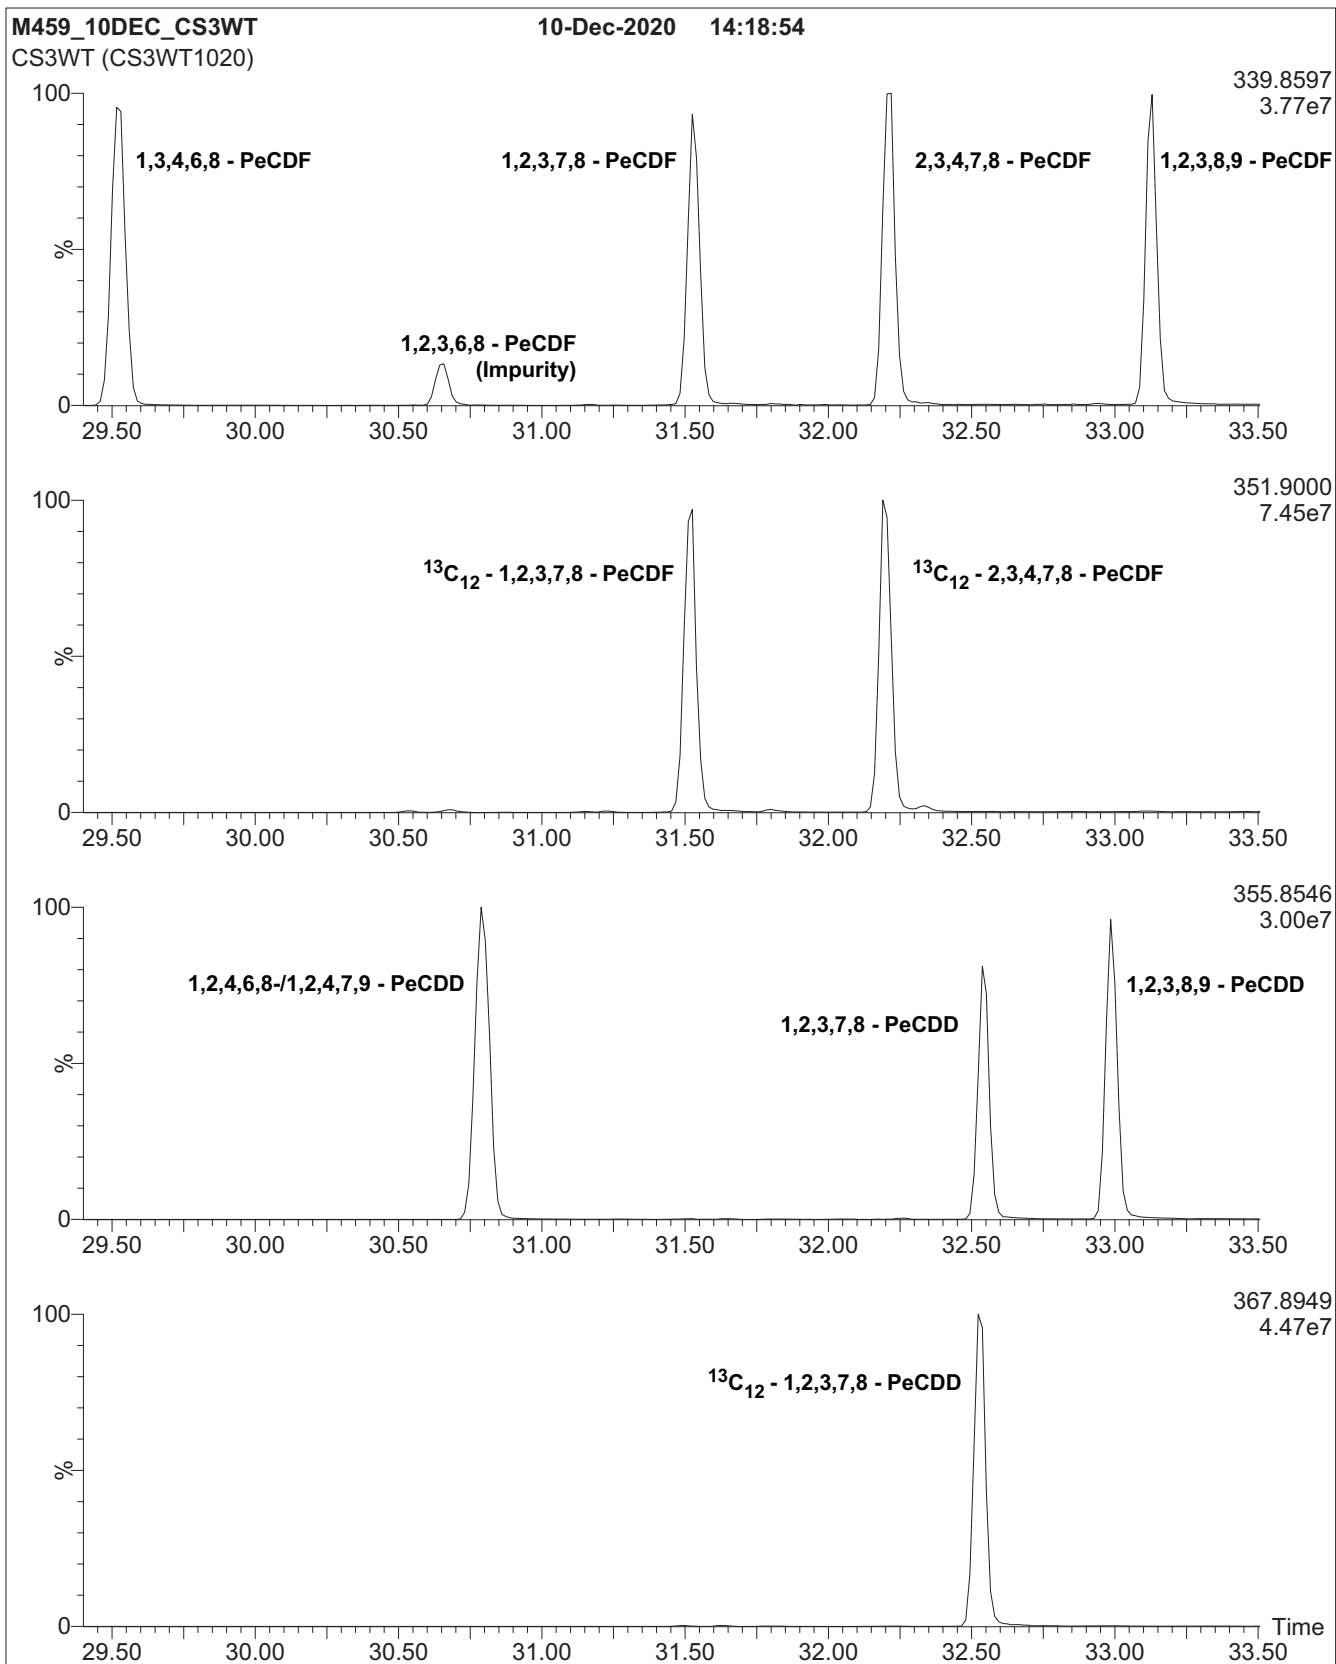 M459_10DEC_CS3WT 10-Dec-2020 14:18:54
CS3WT (CS3WT1020)
339.8597
3.77e7
100
%
0
1,3,4,6,8 - PeCDF
1,2,3,6,8 - PeCDF
(Impurity)
1,2,3,7,8 - PeCDF
2,3,4,7,8 - PeCDF
1,2,3,8,9 - PeCDF
29.50 30.00 30.50 31.00 31.50 32.00 32.50 33.00 33.50
351.9000
7.45e7
100
%
0
¹³C₁₂ - 1,2,3,7,8 - PeCDF
¹³C₁₂ - 2,3,4,7,8 - PeCDF
29.50 30.00 30.50 31.00 31.50 32.00 32.50 33.00 33.50
355.8546
3.00e7
100
%
0
1,2,4,6,8-/1,2,4,7,9 - PeCDD
1,2,3,7,8 - PeCDD
1,2,3,8,9 - PeCDD
29.50 30.00 30.50 31.00 31.50 32.00 32.50 33.00 33.50
367.8949
4.47e7
100
%
0
¹³C₁₂ - 1,2,3,7,8 - PeCDD
Time
29.50 30.00 30.50 31.00 31.50 32.00 32.50 33.00 33.50